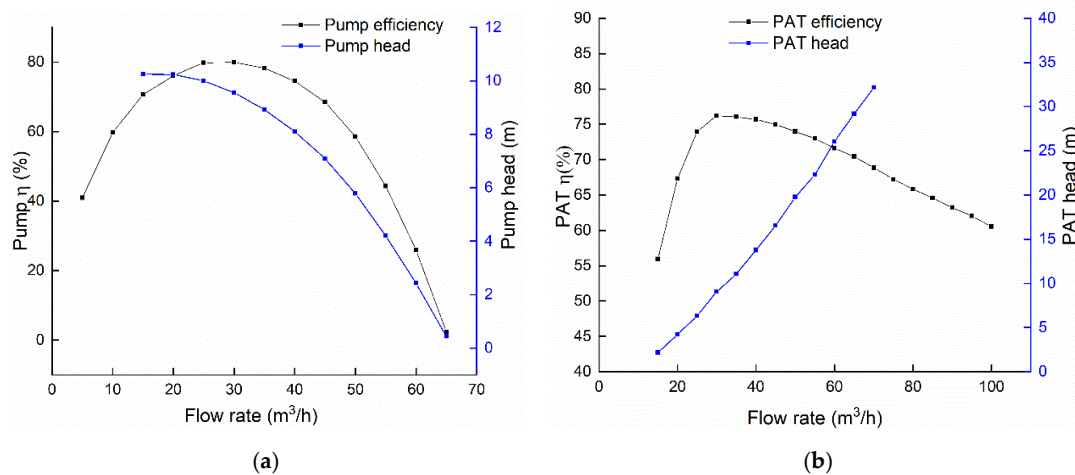 Pump efficiency
Pump head
Pump η (%)
80
60
40
20
0
12
10
8
6
4
2
0
Pump head (m)
0 10 20 30 40 50 60 70
Flow rate (m³/h)
(a)
PAT efficiency
PAT head
PAT η(%)
90
85
80
75
70
65
60
55
50
45
40
40
35
30
25
20
15
10
5
0
PAT head (m)
0 20 40 60 80 100
Flow rate (m³/h)
(b)